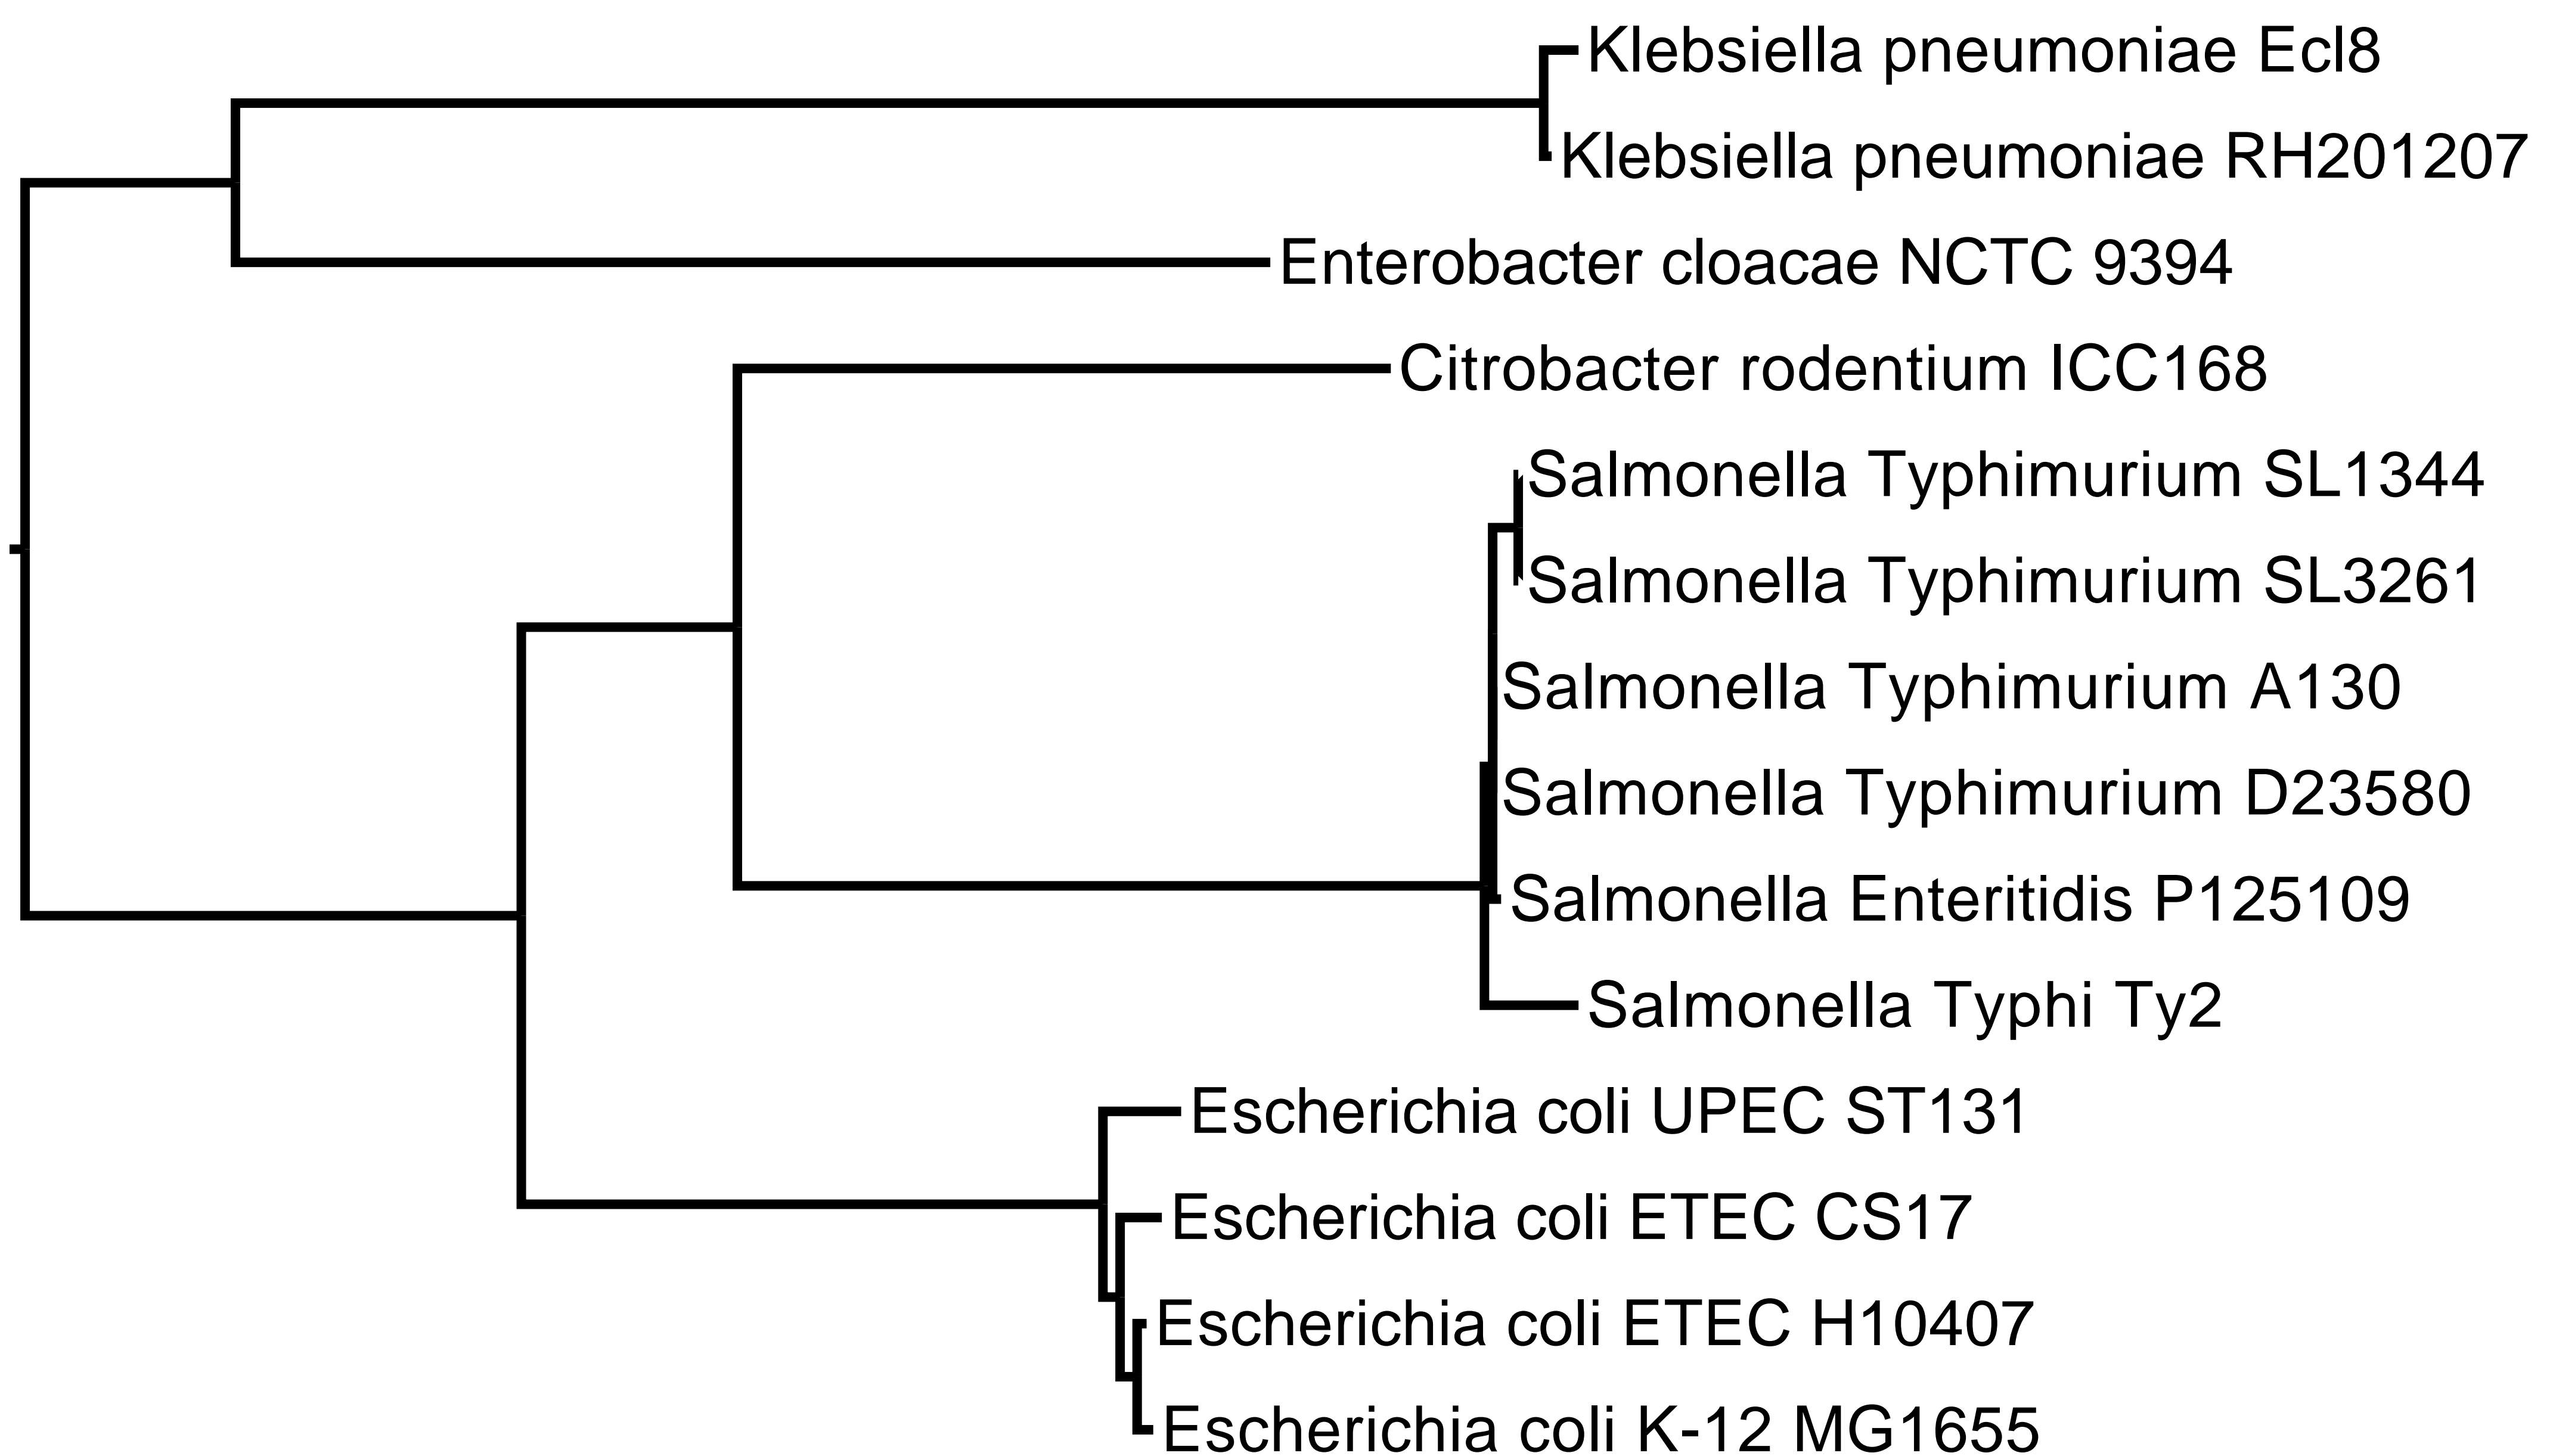 Klebsiella pneumoniae Ecl8
Klebsiella pneumoniae RH201207
Enterobacter cloacae NCTC 9394
Citrobacter rodentium ICC168
Salmonella Typhimurium SL1344
Salmonella Typhimurium SL3261
Salmonella Typhimurium A130
Salmonella Typhimurium D23580
Salmonella Enteritidis P125109
Salmonella Typhi Ty2
Escherichia coli UPEC ST131
Escherichia coli ETEC CS17
Escherichia coli ETEC H10407
Escherichia coli K-12 MG1655